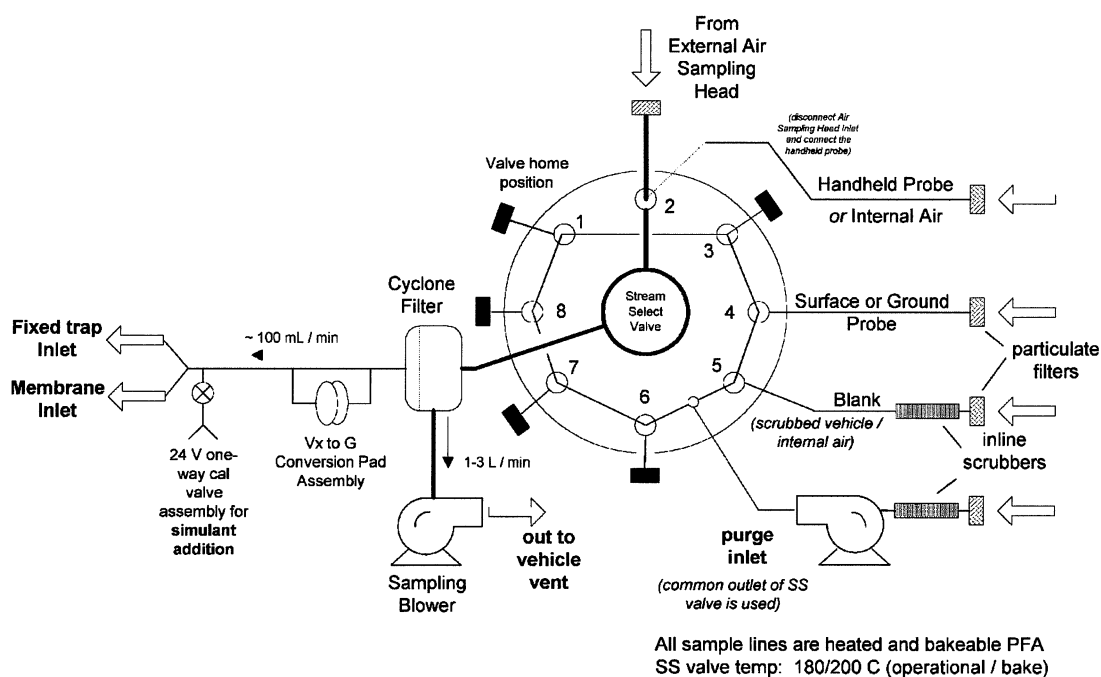 From
External Air
Sampling
Head
(disconnect Air
Sampling Head Inlet
and connect the
handheld probe)
Valve home
position
Handheld Probe
or Internal Air
1
2
3
Cyclone
Filter
8
Stream
Select
Valve
4
Surface or Ground
Probe
Fixed trap
Inlet
~ 100 mL / min
particulate
filters
Membrane
Inlet
7
6
5
Blank
(scrubbed vehicle /
internal air)
inline
scrubbers
24 V one-
way cal
valve
assembly for
simulant
addition
Vx to G
Conversion Pad
Assembly
1-3 L / min
out to
vehicle
vent
Sampling
Blower
purge
inlet
(common outlet of SS
valve is used)
All sample lines are heated and bakeable PFA
SS valve temp: 180/200 C (operational / bake)